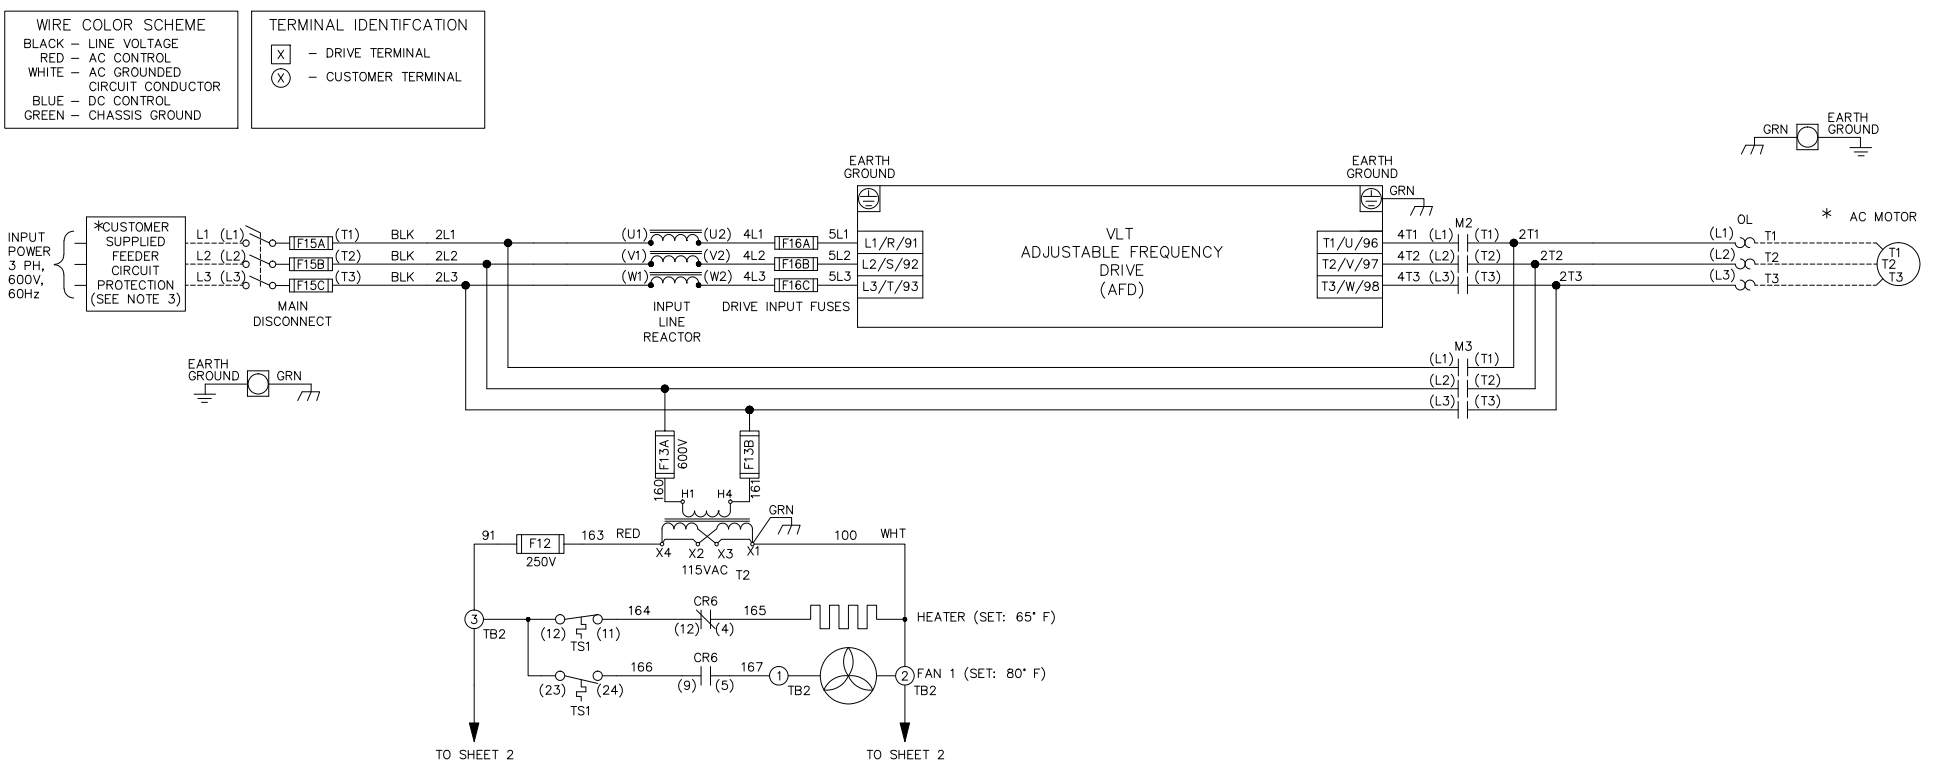 WIRE COLOR SCHEME
BLACK – LINE VOLTAGE
RED – AC CONTROL
WHITE – AC GROUNDED
CIRCUIT CONDUCTOR
BLUE – DC CONTROL
GREEN – CHASSIS GROUND
TERMINAL IDENTIFCATION
X – DRIVE TERMINAL
X – CUSTOMER TERMINAL
EARTH
GROUND
GRN
EARTH
GROUND
EARTH
GROUND
GRN
INPUT
POWER
3 PH,
600V,
60Hz
*CUSTOMER
SUPPLIED
FEEDER
CIRCUIT
PROTECTION
(SEE NOTE 3)
L1 (L1) F15A (T1) BLK 2L1 (U1) (U2) 4L1 F16A 5L1 L1/R/91
L2 (L2) F15B (T2) BLK 2L2 (V1) (V2) 4L2 F16B 5L2 L2/S/92
L3 (L3) F15C (T3) BLK 2L3 (W1) (W2) 4L3 F16C 5L3 L3/T/93
MAIN
DISCONNECT
INPUT
LINE
REACTOR
DRIVE INPUT FUSES
VLT
ADJUSTABLE FREQUENCY
DRIVE
(AFD)
M2
OL
* AC MOTOR
T1/U/96 4T1 (L1) (T1) 2T1 (L1) T1 T1
T2/V/97 4T2 (L2) (T2) 2T2 (L2) T2 T2
T3/W/98 4T3 (L3) (T3) 2T3 (L3) T3 T3
M3
(L1) (T1)
(L2) (T2)
(L3) (T3)
EARTH
GROUND
GRN
F13A
600V
F13B
160
161
H1 H4
GRN
91 F12 163 RED
250V
X4 X2 X3 X1
100 WHT
115VAC T2
3
TB2
(12) (11)
TS1
164
CR6
(12) (4)
165
HEATER (SET: 65° F)
(23) (24)
TS1
166
CR6
(9) (5)
167
1
TB2
2
TB2
FAN 1 (SET: 80° F)
TO SHEET 2
TO SHEET 2